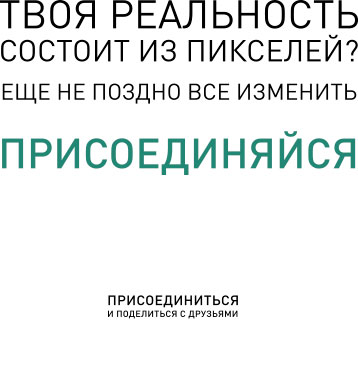 ТВОЯ РЕАЛЬНОСТЬ
СОСТОИТ ИЗ ПИКСЕЛЕЙ?
ЕЩЕ НЕ ПОЗДНО ВСЕ ИЗМЕНИТЬ
ПРИСОЕДИНЯЙСЯ
ПРИСОЕДИНИТЬСЯ
И ПОДЕЛИТЬСЯ С ДРУЗЬЯМИ